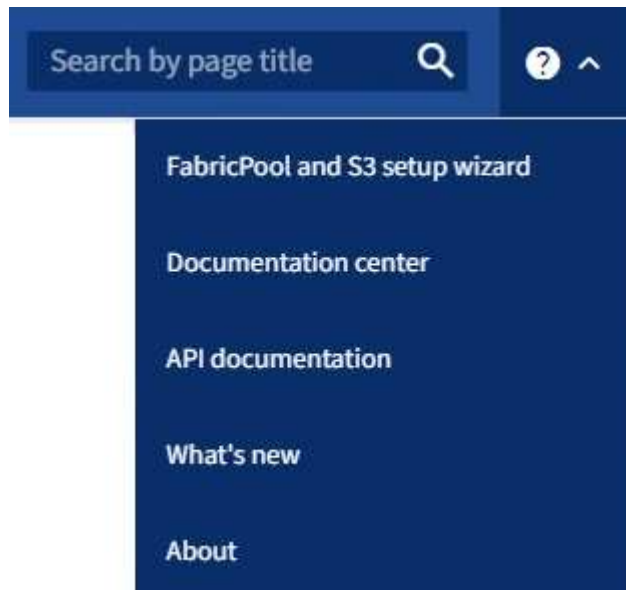 Search by page title
FabricPool and S3 setup wizard
Documentation center
API documentation
What's new
About